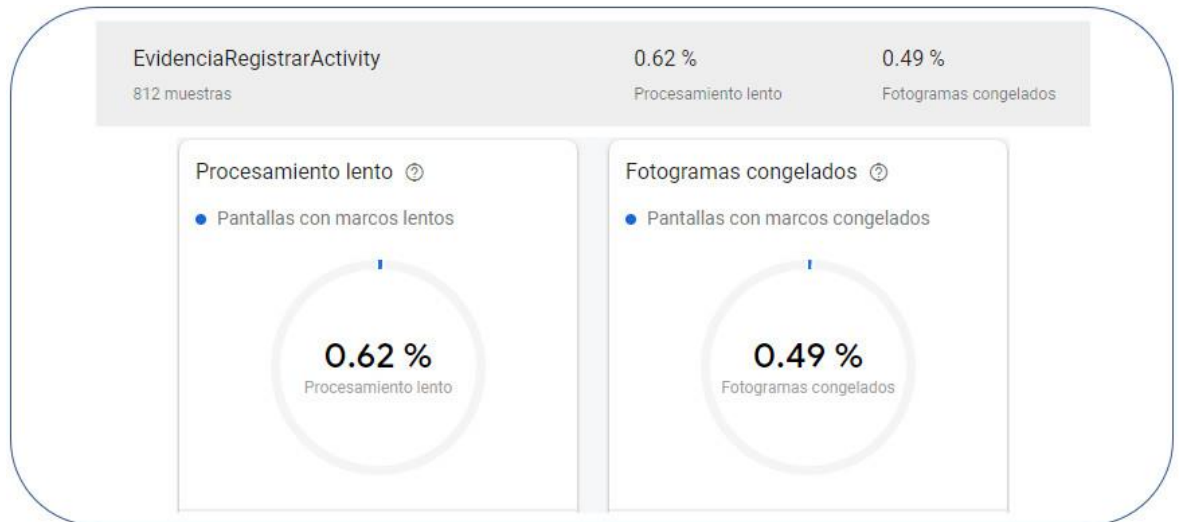 EvidenciaRegistrarActivity
0.62 %
0.49 %
812 muestras
Procesamiento lento
Fotogramas congelados
Procesamiento lento
Pantallas con marcos lentos
0.62 %
Procesamiento lento
Fotogramas congelados
Pantallas con marcos congelados
0.49 %
Fotogramas congelados